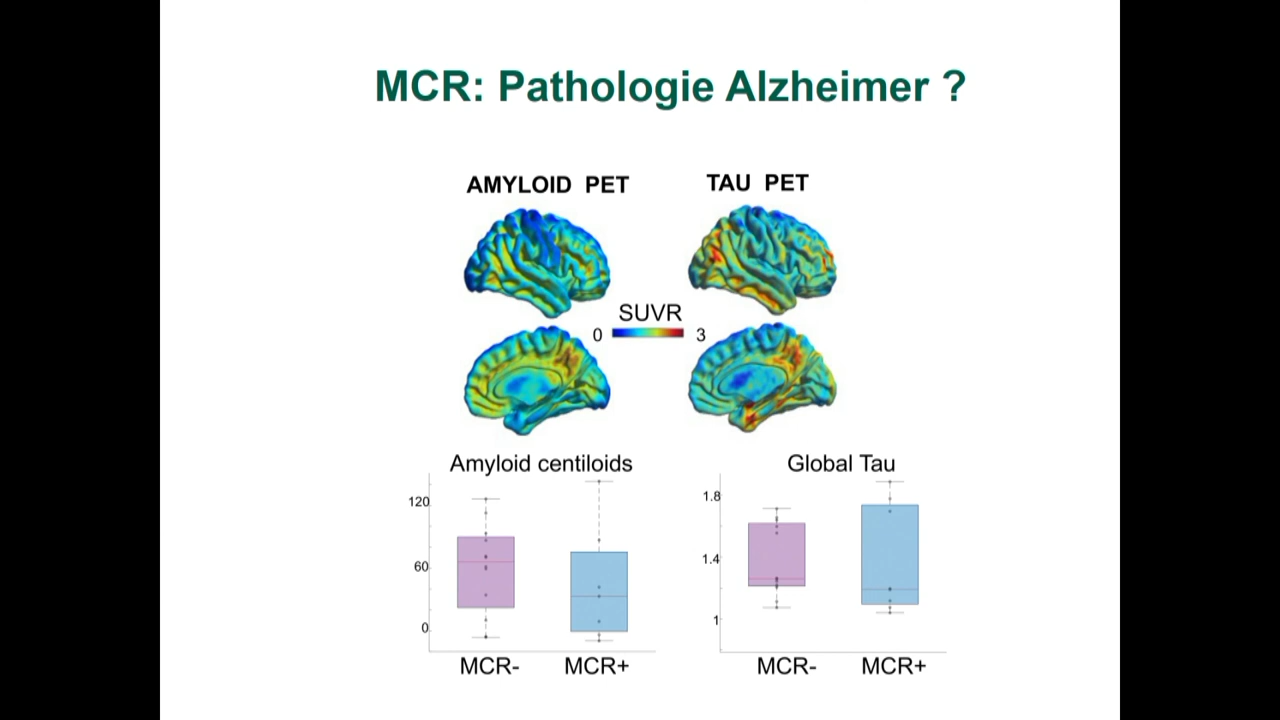 MCR: Pathologie Alzheimer ?
AMYLOID PET
TAU PET
SUVR
0
3
Amyloid centiloids
120
60
0
MCR-
MCR+
Global Tau
1.8
1.4
1
MCR-
MCR+